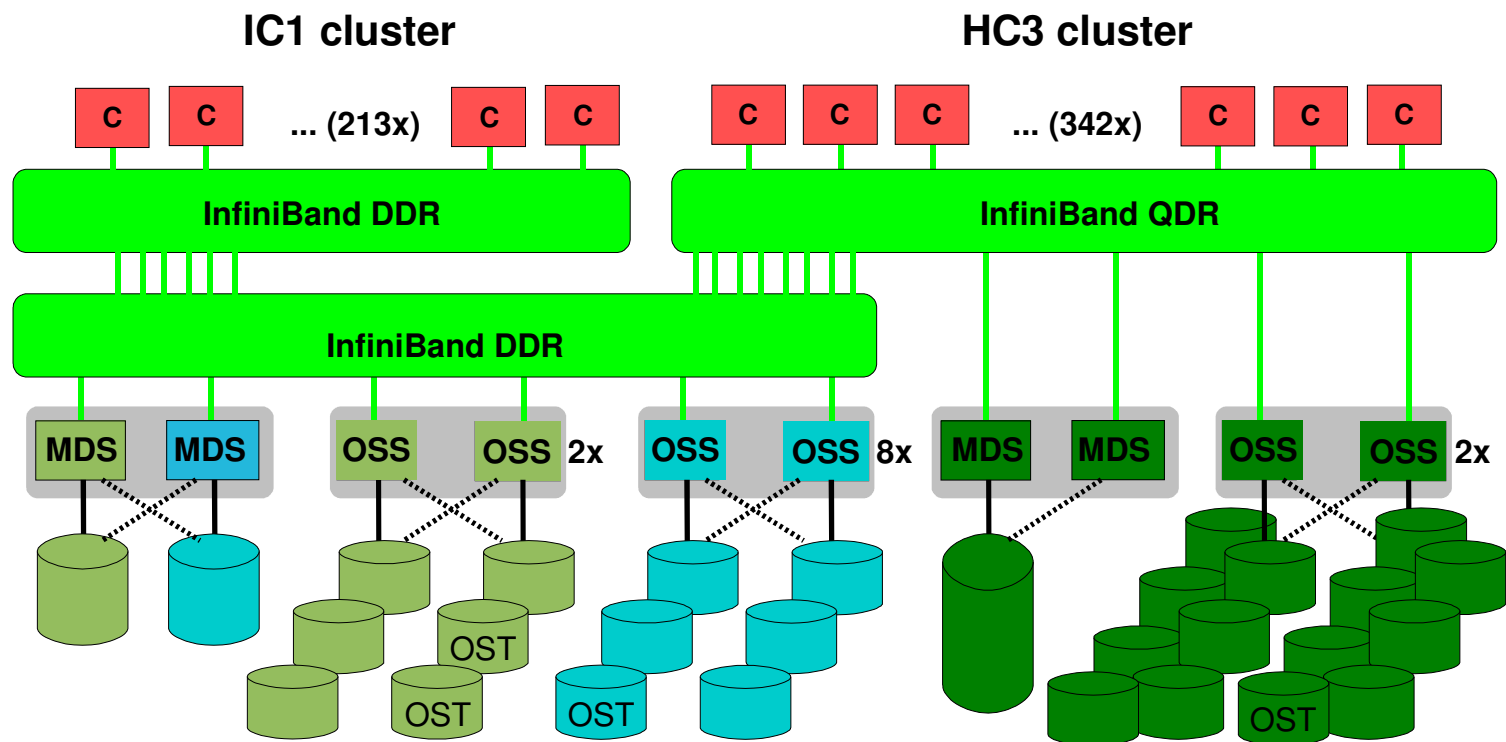 IC1 cluster
HC3 cluster
C C ... (213x) C C
C C C ... (342x) C C C
InfiniBand DDR
InfiniBand QDR
InfiniBand DDR
MDS MDS
OSS OSS 2x
OSS OSS 8x
MDS MDS
OSS OSS 2x
OST
OST
OST
OST